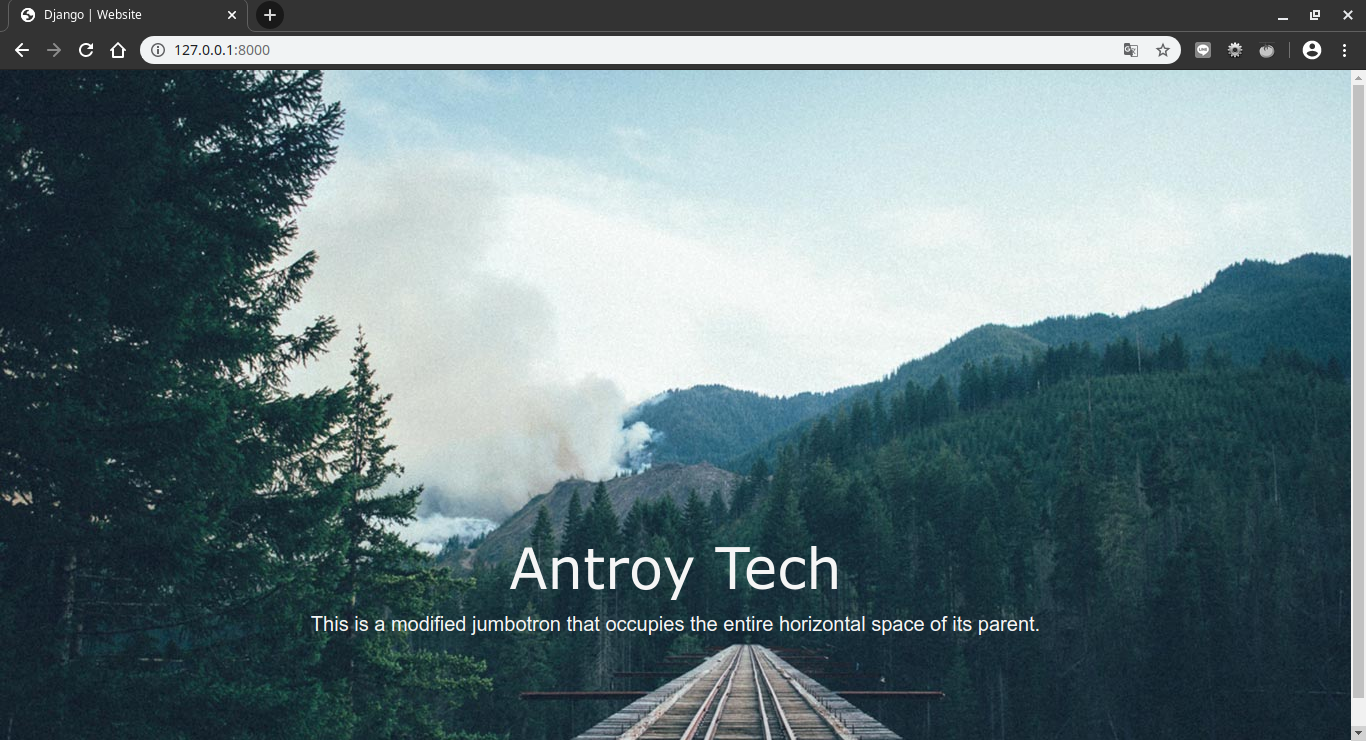 Django | Website
127.0.0.1:8000
Antroy Tech
This is a modified jumbotron that occupies the entire horizontal space of its parent.